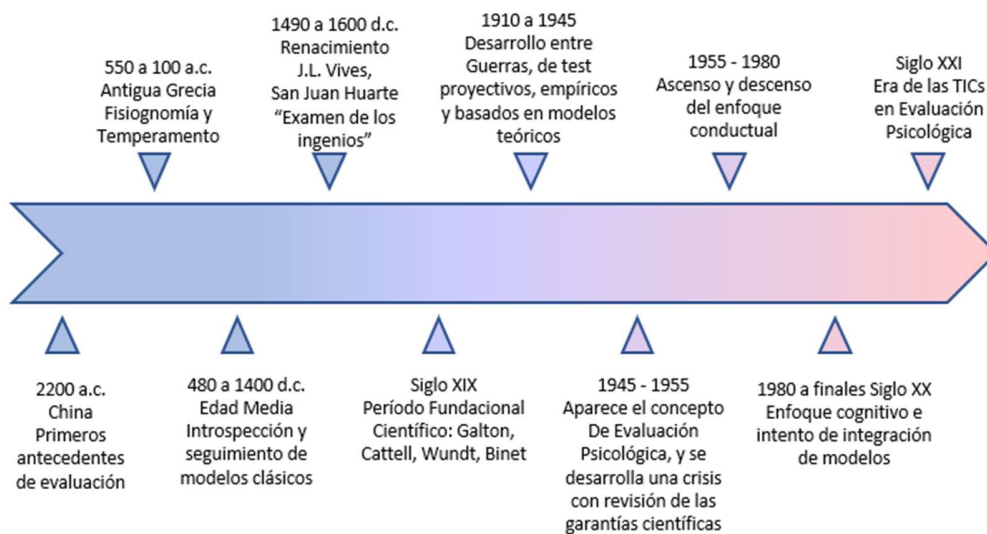 550 a 100 a.c.
Antigua Grecia
Fisiognomía y
Temperamento
1490 a 1600 d.c.
Renacimiento
J.L. Vives,
San Juan Huarte
“Examen de los
ingenios”
1910 a 1945
Desarrollo entre
Guerras, de test
proyectivos, empíricos
y basados en modelos
teóricos
1955 - 1980
Ascenso y descenso
del enfoque
conductual
Siglo XXI
Era de las TICs
en Evaluación
Psicológica
2200 a.c.
China
Primeros
antecedentes
de evaluación
480 a 1400 d.c.
Edad Media
Introspección y
seguimiento de
modelos clásicos
Siglo XIX
Período Fundacional
Científico: Galton,
Cattell, Wundt, Binet
1945 - 1955
Aparece el concepto
De Evaluación
Psicológica, y se
desarrolla una crisis
con revisión de las
garantías científicas
1980 a finales Siglo XX
Enfoque cognitivo e
intento de integración
de modelos